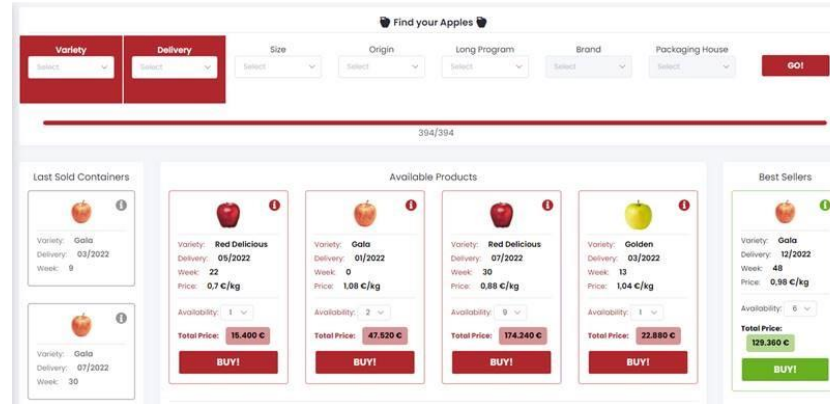 Find your Apples
Variety
Delivery
Size
Origin
Long Program
Brand
Packaging House
Select
Select
Select
Select
Select
Select
Select
GO!
394/394
Last Sold Containers
Variety: Gala
Delivery: 03/2022
Week: 9
Variety: Gala
Delivery: 07/2022
Week: 30
Available Products
Variety: Red Delicious
Delivery: 05/2022
Week: 22
Price: 0,7 €/kg
Availability: 1
Total Price: 15.400 €
BUY!
Variety: Gala
Delivery: 01/2022
Week: 0
Price: 1,08 €/kg
Availability: 2
Total Price: 47.520 €
BUY!
Variety: Red Delicious
Delivery: 07/2022
Week: 30
Price: 0,88 €/kg
Availability: 9
Total Price: 174.240 €
BUY!
Variety: Golden
Delivery: 03/2022
Week: 13
Price: 1,04 €/kg
Availability: 1
Total Price: 22.880 €
BUY!
Best Sellers
Variety: Gala
Delivery: 12/2022
Week: 48
Price: 0,98 €/kg
Availability: 6
Total Price:
129.360 €
BUY!